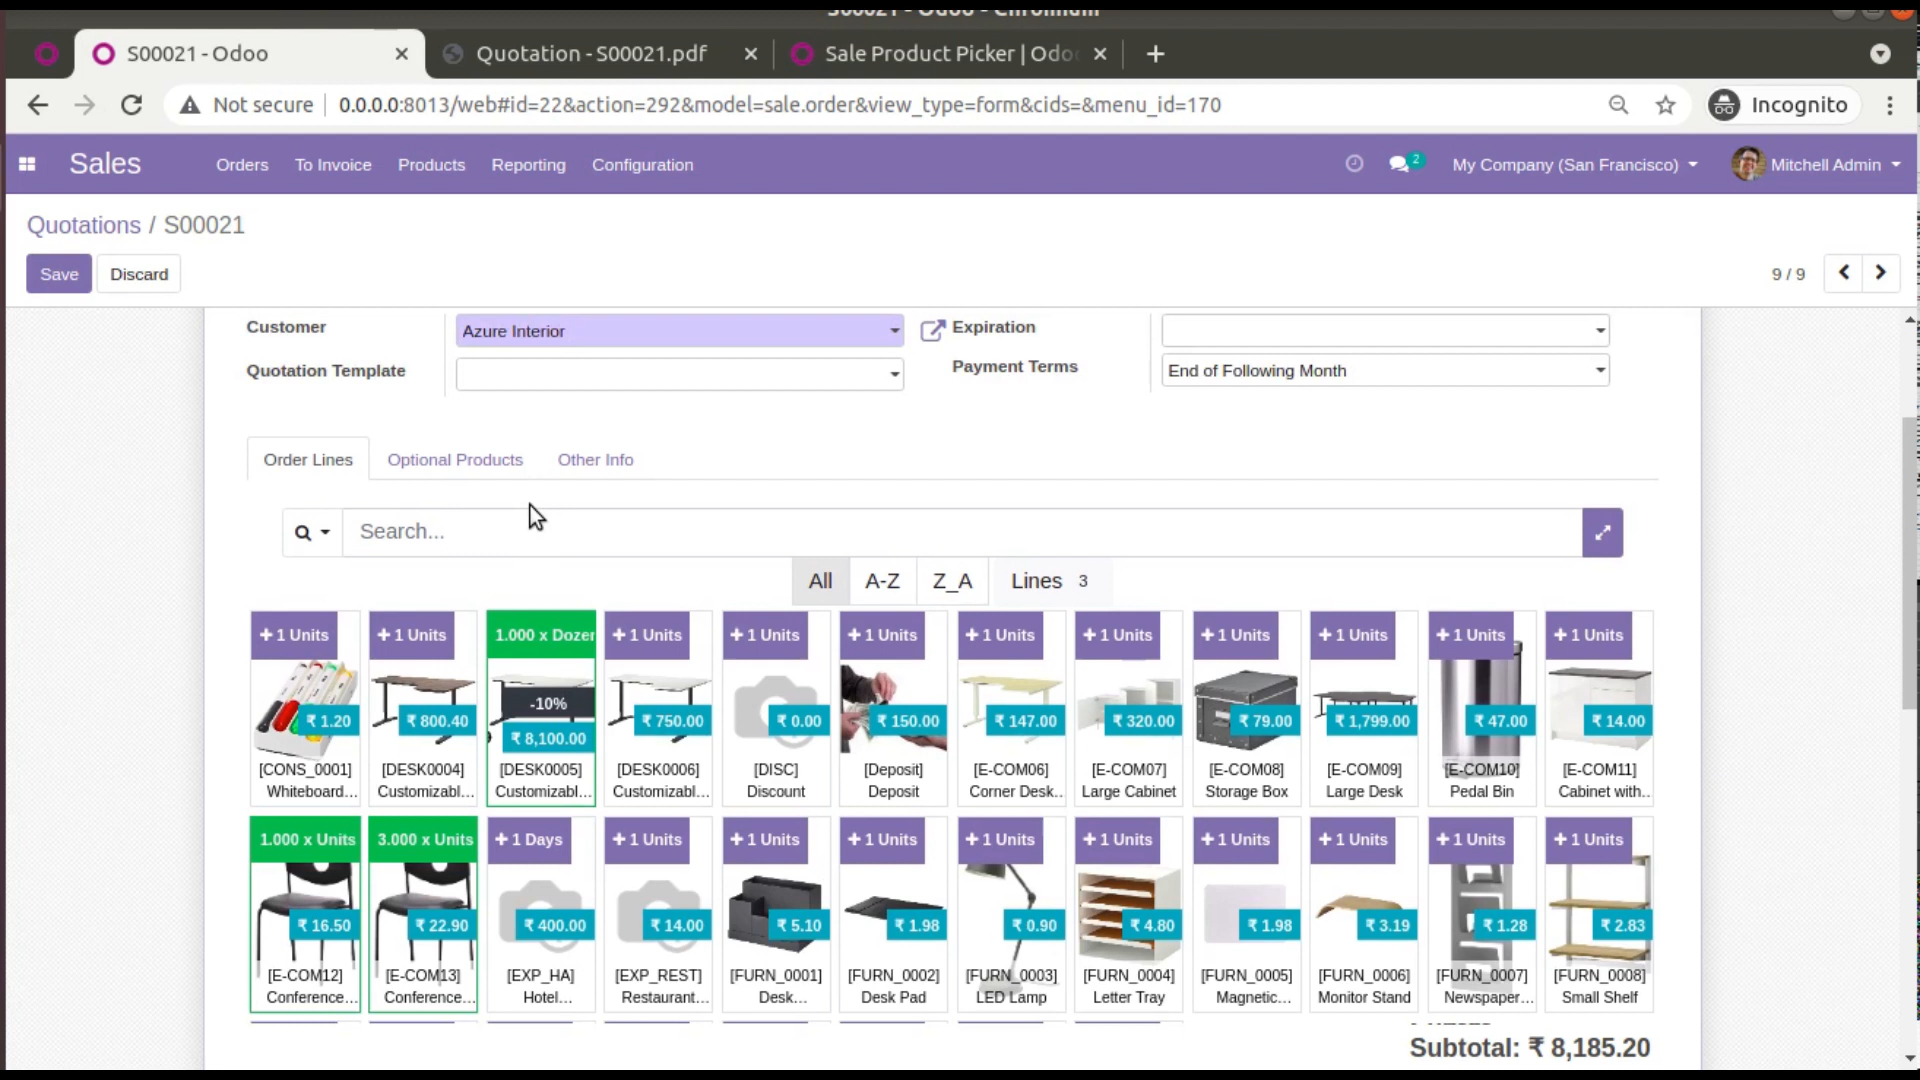 S00021 - Odoo - Chromium
S00021 - Odoo
Quotation - S00021.pdf
Sale Product Picker | Odoo
Not secure
0.0.0.0:8013/web#id=22&action=292&model=sale.order&view_type=form&cids=&menu_id=170
Incognito
Sales
Orders
To Invoice
Products
Reporting
Configuration
2
My Company (San Francisco)
Mitchell Admin
Quotations / S00021
Save
Discard
9 / 9
Customer
Azure Interior
Expiration
Quotation Template
Payment Terms
End of Following Month
Order Lines
Optional Products
Other Info
Search...
All
A-Z
Z_A
Lines 3
+ 1 Units
₹ 1.20
[CONS_0001]
Whiteboard...
+ 1 Units
₹ 800.40
[DESK0004]
Customizabl...
1.000 x Dozen
-10%
₹ 8,100.00
[DESK0005]
Customizabl...
+ 1 Units
₹ 750.00
[DESK0006]
Customizabl...
+ 1 Units
₹ 0.00
[DISC]
Discount
+ 1 Units
₹ 150.00
[Deposit]
Deposit
+ 1 Units
₹ 147.00
[E-COM06]
Corner Desk...
+ 1 Units
₹ 320.00
[E-COM07]
Large Cabinet
+ 1 Units
₹ 79.00
[E-COM08]
Storage Box
+ 1 Units
₹ 1,799.00
[E-COM09]
Large Desk
+ 1 Units
₹ 47.00
[E-COM10]
Pedal Bin
+ 1 Units
₹ 14.00
[E-COM11]
Cabinet with...
1.000 x Units
₹ 16.50
[E-COM12]
Conference...
3.000 x Units
₹ 22.90
[E-COM13]
Conference...
+ 1 Days
₹ 400.00
[EXP_HA]
Hotel...
+ 1 Units
₹ 14.00
[EXP_REST]
Restaurant...
+ 1 Units
₹ 5.10
[FURN_0001]
Desk...
+ 1 Units
₹ 1.98
[FURN_0002]
Desk Pad
+ 1 Units
₹ 0.90
[FURN_0003]
LED Lamp
+ 1 Units
₹ 4.80
[FURN_0004]
Letter Tray
+ 1 Units
₹ 1.98
[FURN_0005]
Magnetic...
+ 1 Units
₹ 3.19
[FURN_0006]
Monitor Stand
+ 1 Units
₹ 1.28
[FURN_0007]
Newspaper...
+ 1 Units
₹ 2.83
[FURN_0008]
Small Shelf
Subtotal: ₹ 8,185.20